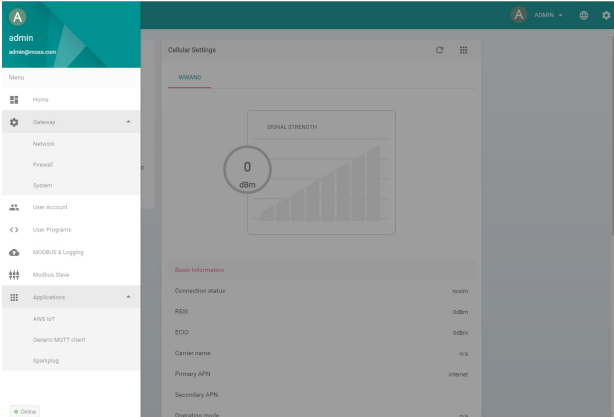 A
admin
admin@moxa.com
Menu
Home
Gateway
Network
Firewall
System
User Account
User Programs
MODBUS & Logging
Modbus Slave
Applications
AWS IoT
Generic MQTT client
Sparkplug
Online
A ADMIN
Cellular Settings
WWAN0
SIGNAL STRENGTH
0
dBm
Basic Information
Connection status nosim
RSSI 0dBm
ECIO 0dBm
Carrier name n/a
Primary APN internet
Secondary APN
Operating mode n/a